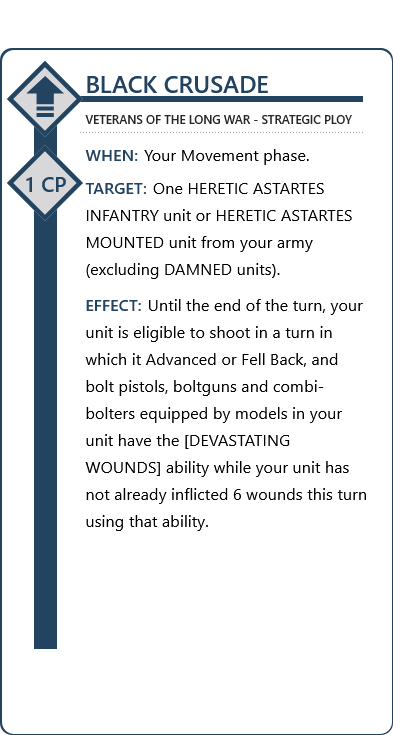 BLACK CRUSADE
VETERANS OF THE LONG WAR - STRATEGIC PLOY
WHEN: Your Movement phase.
1 CP
TARGET: One HERETIC ASTARTES
INFANTRY unit or HERETIC ASTARTES
MOUNTED unit from your army
(excluding DAMNED units).
EFFECT: Until the end of the turn, your
unit is eligible to shoot in a turn in
which it Advanced or Fell Back, and
bolt pistols, boltguns and combi-
bolters equipped by models in your
unit have the [DEVASTATING
WOUNDS] ability while your unit has
not already inflicted 6 wounds this turn
using that ability.